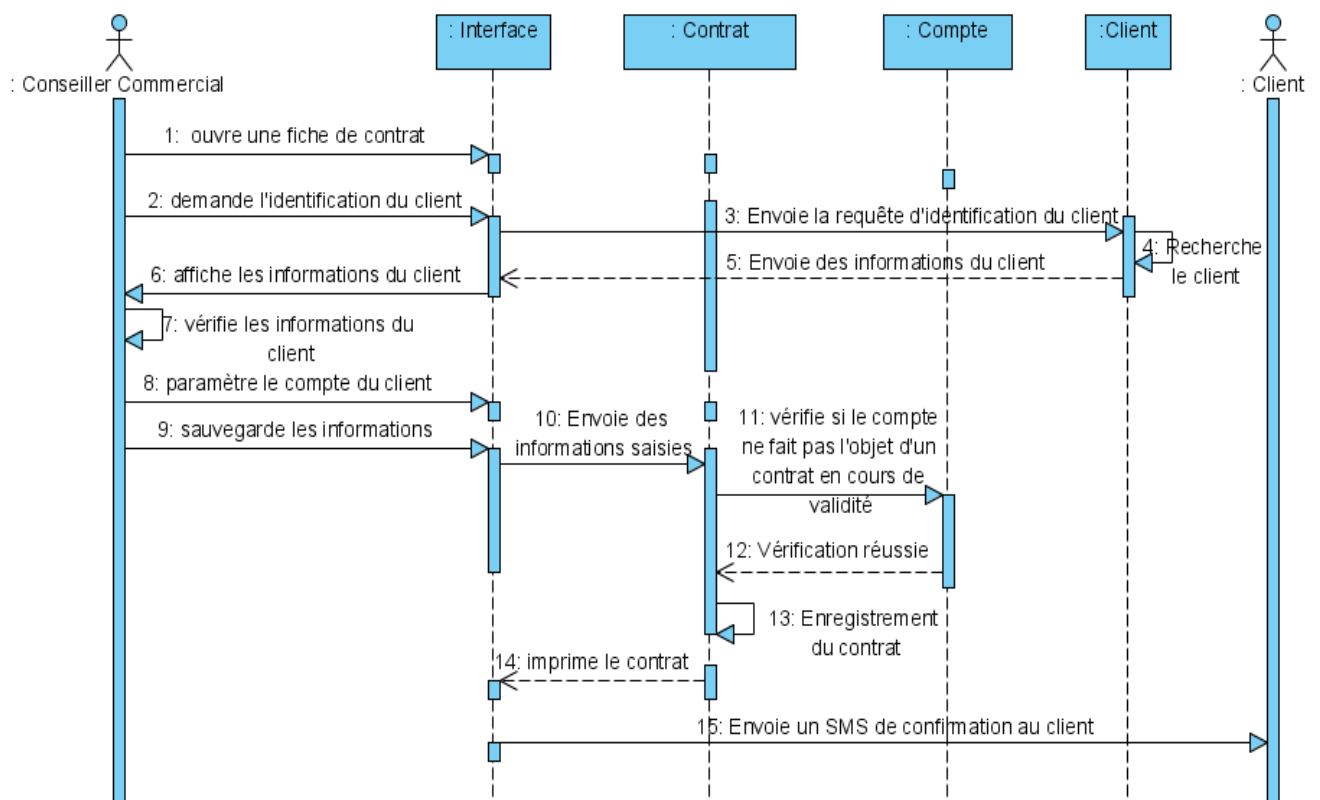 : Interface
: Contrat
: Compte
:Client
: Conseiller Commercial
: Client
1: ouvre une fiche de contrat
2: demande l'identification du client
3: Envoie la requête d'identification du client
4: Recherche
le client
5: Envoie des informations du client
6: affiche les informations du client
7: vérifie les informations du
client
8: paramètre le compte du client
9: sauvegarde les informations
10: Envoie des
informations saisies
11: vérifie si le compte
ne fait pas l'objet d'un
contrat en cours de
validité
12: Vérification réussie
13: Enregistrement
du contrat
14: imprime le contrat
15: Envoie un SMS de confirmation au client